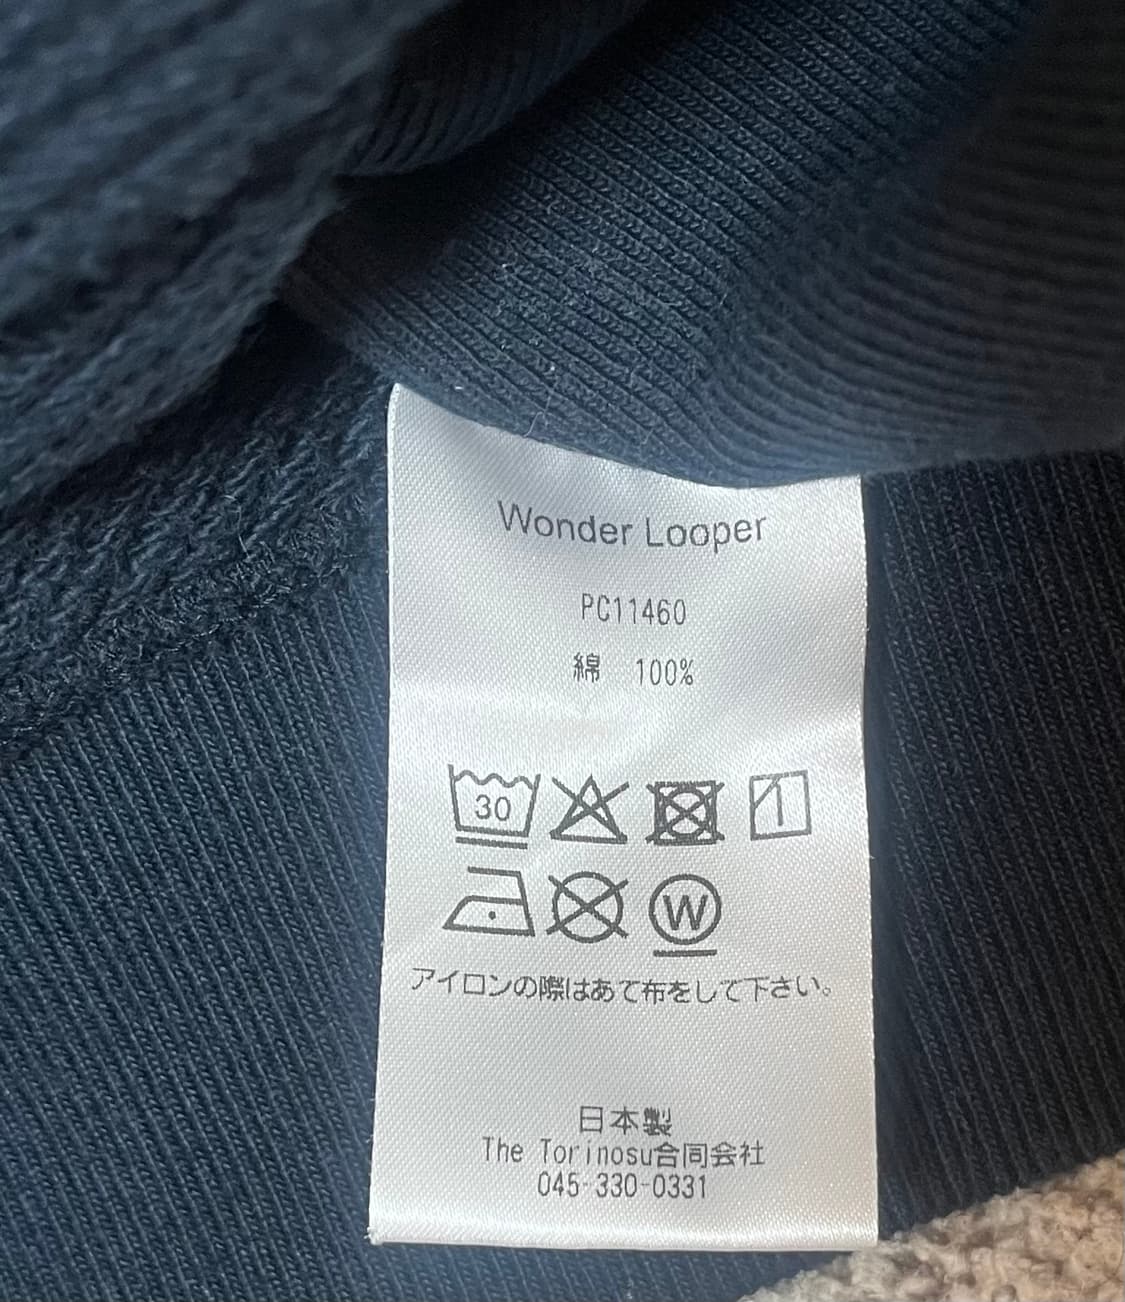 Wonder Looper
PC11460
綿 100%
30
W
アイロンの際はあて布をして下さい。
日本製
The Torinosu合同会社
045-330-0331